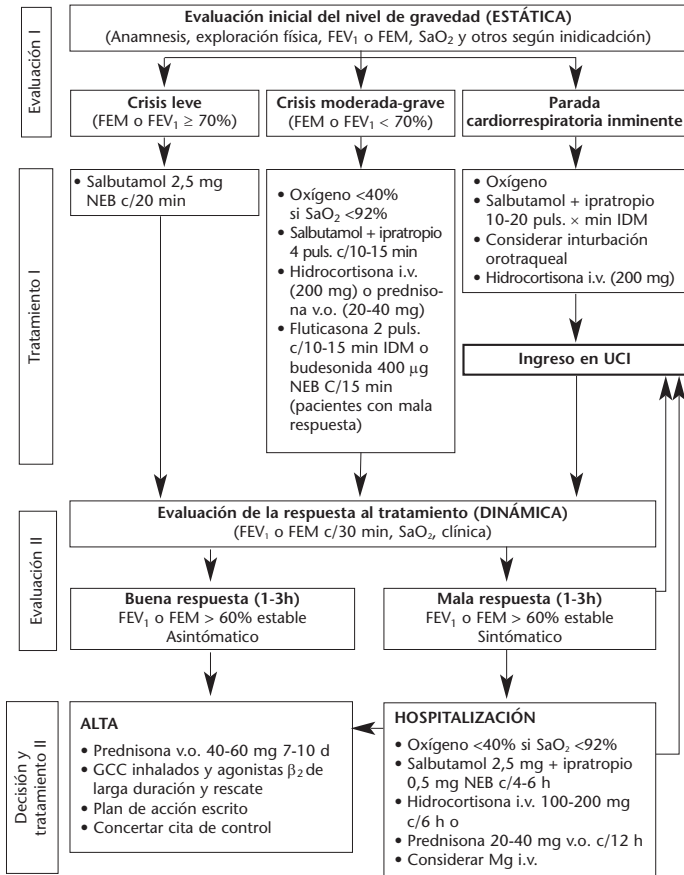 Evaluación I
Evaluación inicial del nivel de gravedad (ESTÁTICA)
(Anamnesis, exploración física, FEV₁ o FEM, SaO₂ y otros según inidicadción)
Crisis leve
(FEM o FEV₁ ≥ 70%)
Crisis moderada-grave
(FEM o FEV₁ < 70%)
Parada
cardiorrespiratoria inminente
Tratamiento I
• Salbutamol 2,5 mg
NEB c/20 min
• Oxígeno <40%
si SaO₂ <92%
• Salbutamol + ipratropio
4 puls. c/10-15 min
• Hidrocortisona i.v.
(200 mg) o predniso-
na v.o. (20-40 mg)
• Fluticasona 2 puls.
c/10-15 min IDM o
budesonida 400 μg
NEB C/15 min
(pacientes con mala
respuesta)
• Oxígeno
• Salbutamol + ipratropio
10-20 puls. × min IDM
• Considerar inturbación
orotraqueal
• Hidrocortisona i.v. (200 mg)
Ingreso en UCI
Evaluación II
Evaluación de la respuesta al tratamiento (DINÁMICA)
(FEV₁ o FEM c/30 min, SaO₂, clínica)
Buena respuesta (1-3h)
FEV₁ o FEM > 60% estable
Asintómatico
Mala respuesta (1-3h)
FEV₁ o FEM > 60% estable
Sintómatico
Decisión y
tratamiento II
ALTA
• Prednisona v.o. 40-60 mg 7-10 d
• GCC inhalados y agonistas β₂ de
larga duración y rescate
• Plan de acción escrito
• Concertar cita de control
HOSPITALIZACIÓN
• Oxígeno <40% si SaO₂ <92%
• Salbutamol 2,5 mg + ipratropio
0,5 mg NEB c/4-6 h
• Hidrocortisona i.v. 100-200 mg
c/6 h o
• Prednisona 20-40 mg v.o. c/12 h
• Considerar Mg i.v.